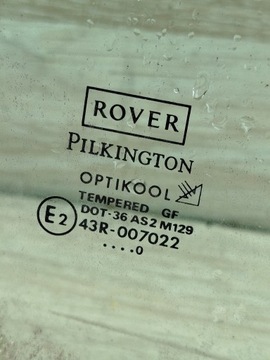 ROVER
PILKINGTON
OPTIKOOL
TEMPERED GF
DOT-36 AS2 M129
E2 43R-007022
....0